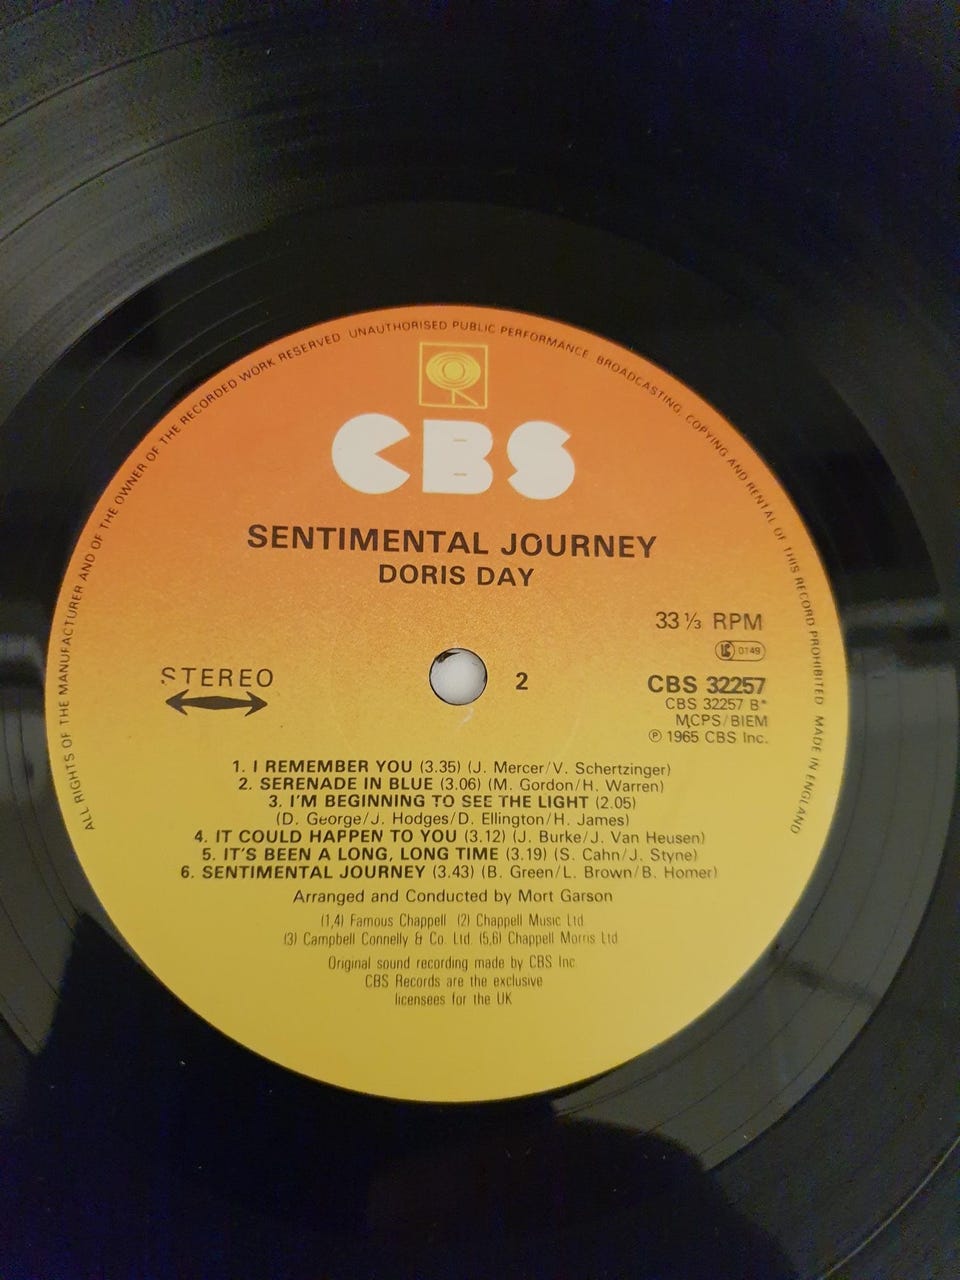 ALL RIGHTS OF THE MANUFACTURER AND OF THE OWNER OF THE RECORDED WORK RESERVED UNAUTHORISED PUBLIC PERFORMANCE BROADCASTING, COPYING AND RENTAL OF THIS RECORD PROHIBITED MADE IN ENGLAND
CBS
SENTIMENTAL JOURNEY
DORIS DAY
33⅓ RPM
LC 0149
STEREO
2
CBS 32257
CBS 32257 B*
MCPS/BIEM
℗ 1965 CBS Inc.
1. I REMEMBER YOU (3.35) (J. Mercer/V. Schertzinger)
2. SERENADE IN BLUE (3.06) (M. Gordon/H. Warren)
3. I'M BEGINNING TO SEE THE LIGHT (2.05)
(D. George/J. Hodges/D. Ellington/H. James)
4. IT COULD HAPPEN TO YOU (3.12) (J. Burke/J. Van Heusen)
5. IT'S BEEN A LONG, LONG TIME (3.19) (S. Cahn/J. Styne)
6. SENTIMENTAL JOURNEY (3.43) (B. Green/L. Brown/B. Homer)
Arranged and Conducted by Mort Garson
(1,4) Famous Chappell (2) Chappell Music Ltd
(3) Campbell Connelly & Co. Ltd. (5,6) Chappell Morris Ltd
Original sound recording made by CBS Inc
CBS Records are the exclusive
licensees for the UK